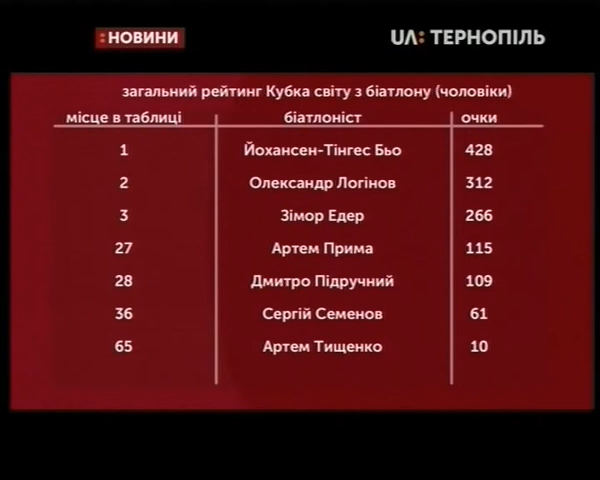 :НОВИНИ
UA: ТЕРНОПІЛЬ
загальний рейтинг Кубка світу з біатлону (чоловіки)
місце в таблиці біатлоніст очки
1 Йохансен-Тінгес Бьо 428
2 Олександр Логінов 312
3 Зімор Едер 266
27 Артем Прима 115
28 Дмитро Підручний 109
36 Сергій Семенов 61
65 Артем Тищенко 10